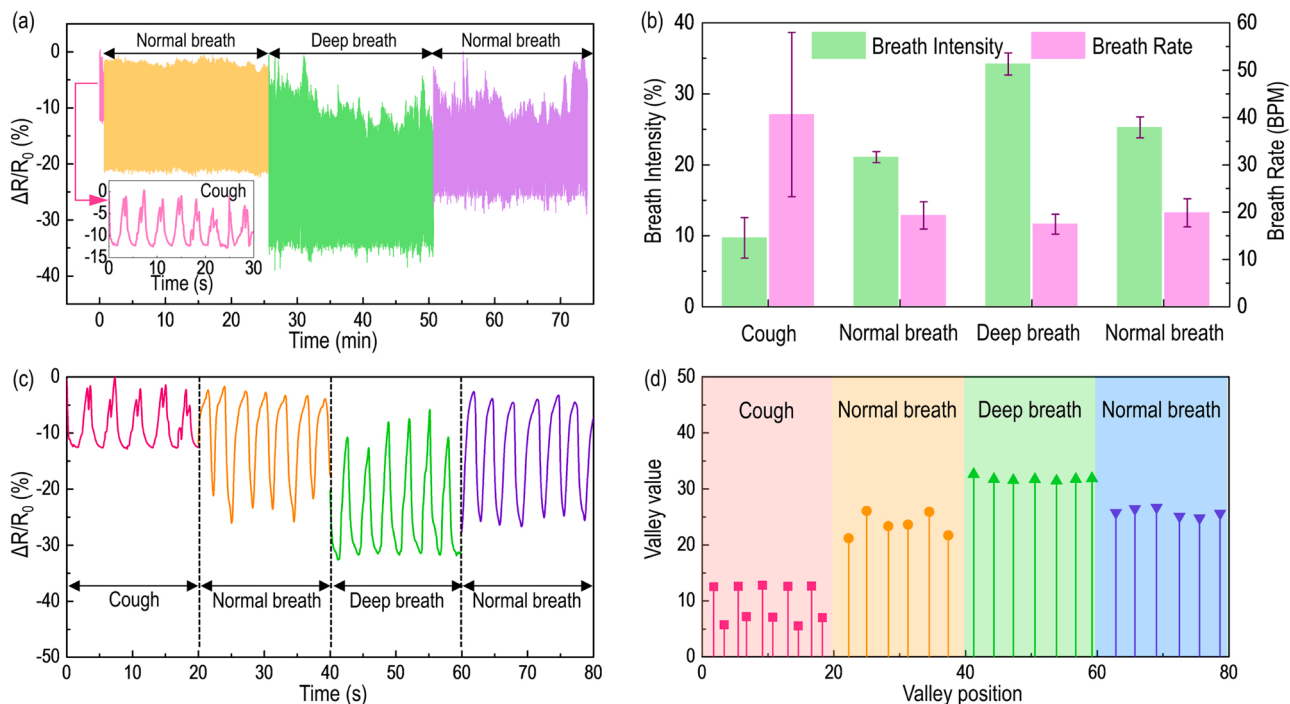 (a)
Normal breath Deep breath Normal breath
0
-10
-20
-30
-40
ΔR/R0 (%)
0 10 20 30 40 50 60 70
Time (min)
Cough
0
-5
-10
-15
0 10 20 30
Time (s)
(b)
Breath Intensity Breath Rate
40
30
20
10
0
Breath Intensity (%)
60
50
40
30
20
10
0
Breath Rate (BPM)
Cough Normal breath Deep breath Normal breath
(c)
0
-10
-20
-30
-40
-50
ΔR/R0 (%)
Cough Normal breath Deep breath Normal breath
0 10 20 30 40 50 60 70 80
Time (s)
(d)
50
40
30
20
10
0
Valley value
Cough Normal breath Deep breath Normal breath
0 20 40 60 80
Valley position